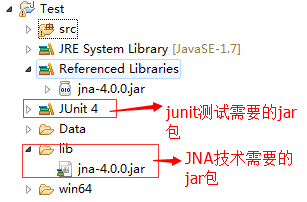 Test
src
JRE System Library [JavaSE-1.7]
Referenced Libraries
jna-4.0.0.jar
JUnit 4
junit测试需要的jar
包
Data
lib
JNA技术需要的
jar包
jna-4.0.0.jar
win64